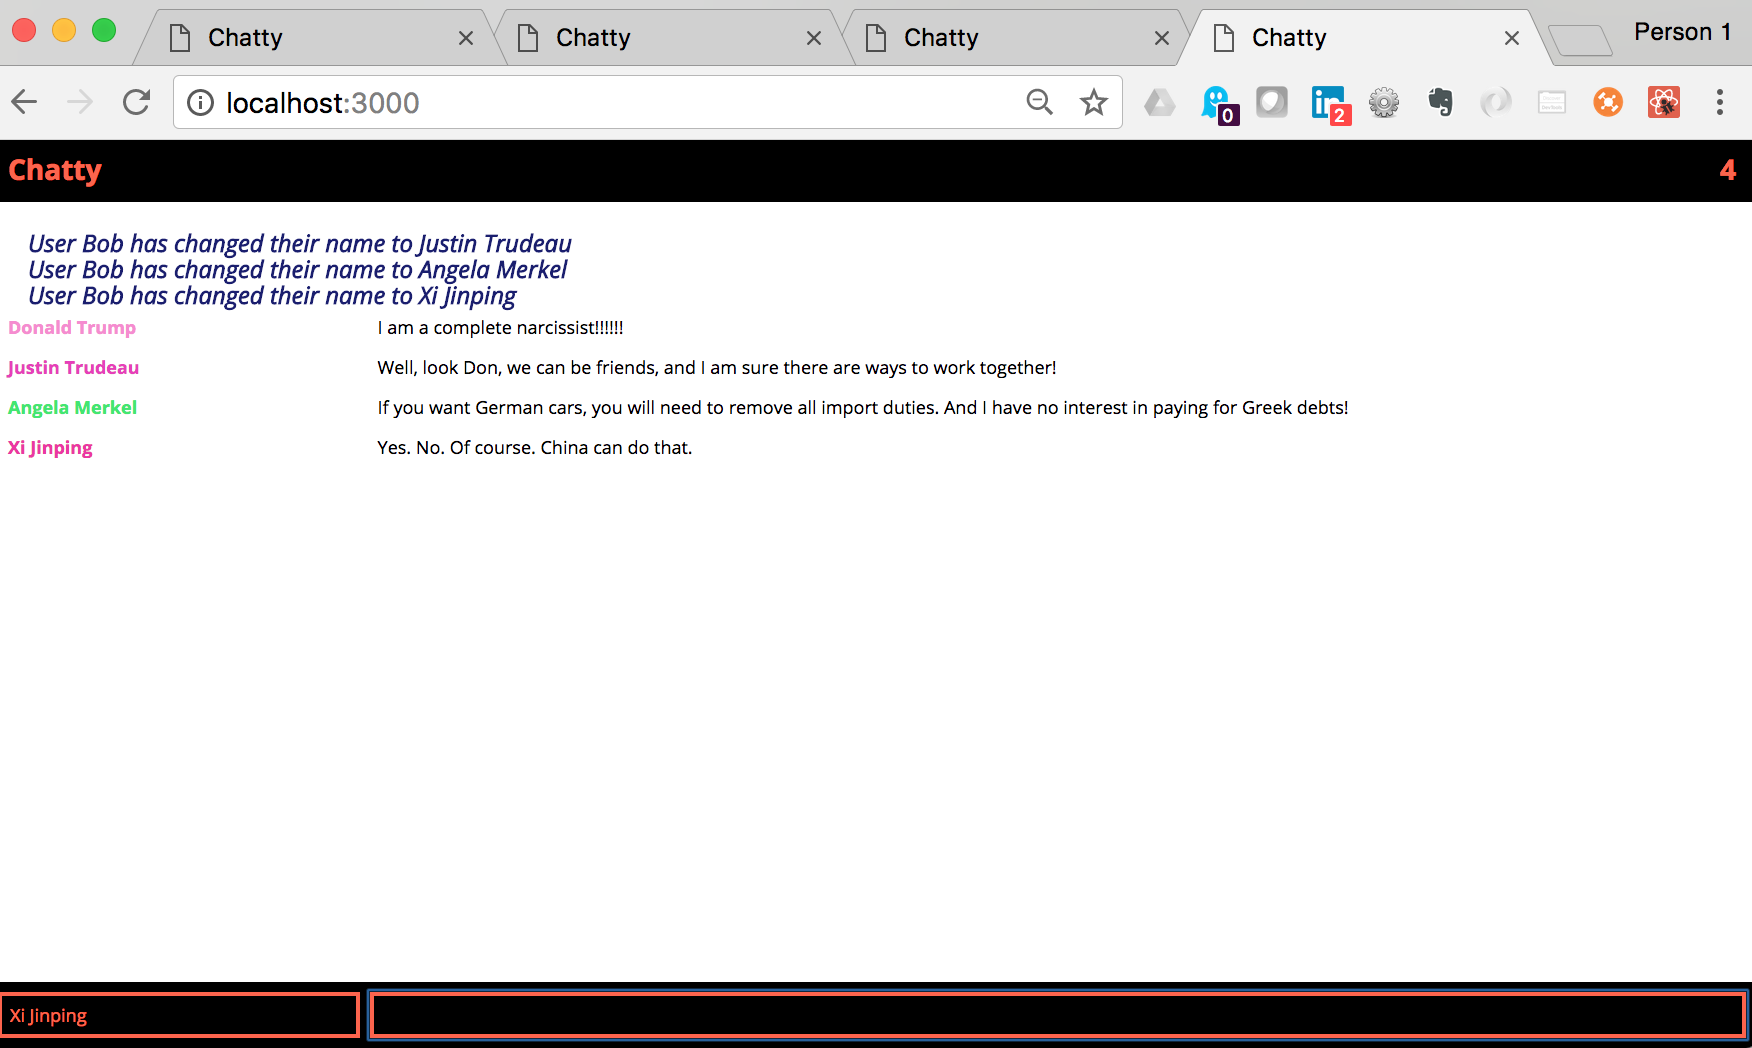 Chatty
Chatty
Chatty
Chatty
Person 1
localhost:3000
0
in
2
Chatty
4
User Bob has changed their name to Justin Trudeau
User Bob has changed their name to Angela Merkel
User Bob has changed their name to Xi Jinping
Donald Trump I am a complete narcissist!!!!!!
Justin Trudeau Well, look Don, we can be friends, and I am sure there are ways to work together!
Angela Merkel If you want German cars, you will need to remove all import duties. And I have no interest in paying for Greek debts!
Xi Jinping Yes. No. Of course. China can do that.
Xi Jinping